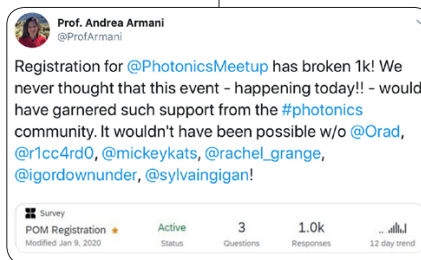 Prof. Andrea Armani
@ProfArmani
Registration for @PhotonicsMeetup has broken 1k! We
never thought that this event - happening today!! - would
have garnered such support from the #photonics
community. It wouldn't have been possible w/o @Orad,
@r1cc4rd0, @mickeykats, @rachel_grange,
@igordownunder, @sylvaingigan!
Survey
POM Registration
Modified Jan 9, 2020
Active
Status
3
Questions
1.0k
Responses
12 day trend